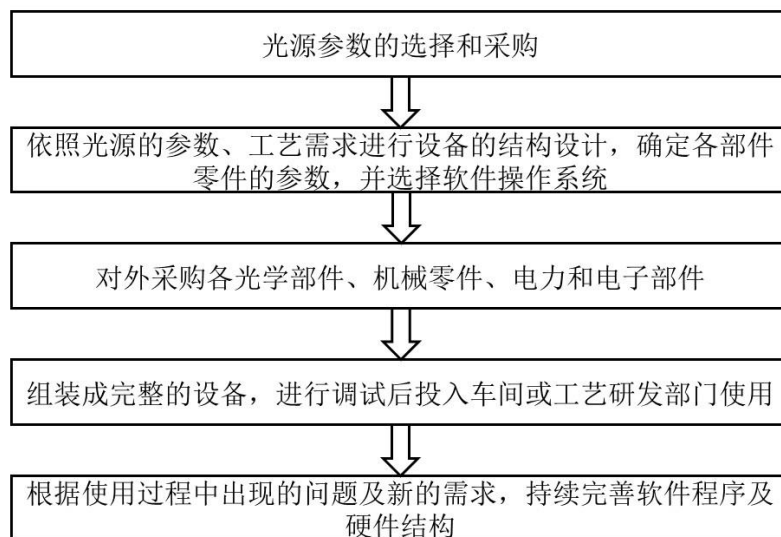 光源参数的选择和采购
依照光源的参数、工艺需求进行设备的结构设计，确定各部件
零件的参数，并选择软件操作系统
对外采购各光学部件、机械零件、电力和电子部件
组装成完整的设备，进行调试后投入车间或工艺研发部门使用
根据使用过程中出现的问题及新的需求，持续完善软件程序及
硬件结构